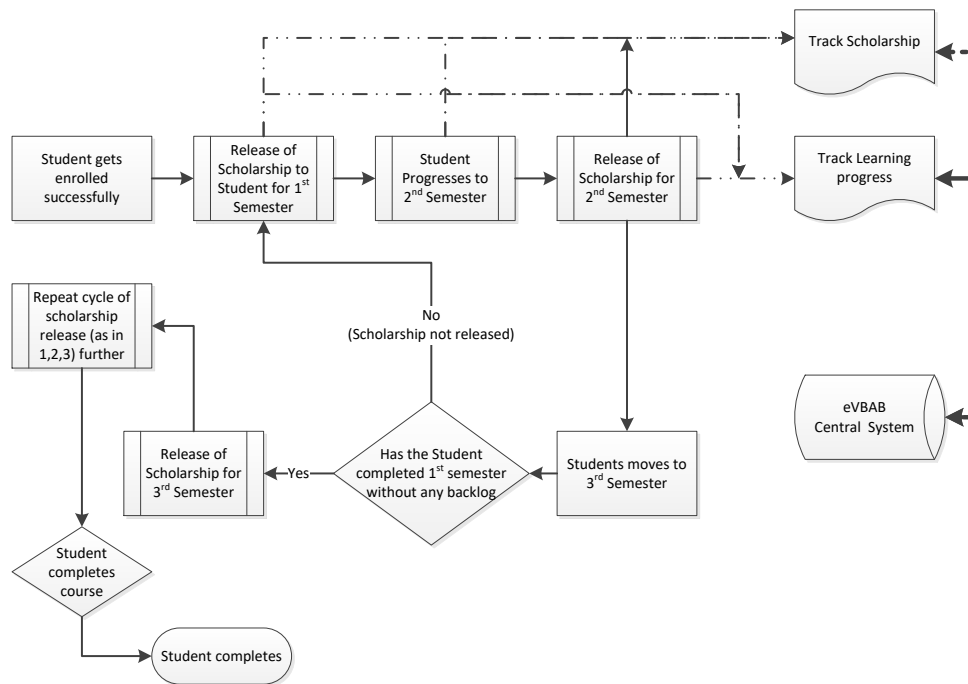 Track Scholarship
Student gets
enrolled
successfully
Release of
Scholarship to
Student for 1st
Semester
Student
Progresses to
2nd Semester
Release of
Scholarship for
2nd Semester
Track Learning
progress
Repeat cycle of
scholarship
release (as in
1,2,3) further
No
(Scholarship not released)
eVBAB
Central System
Release of
Scholarship for
3rd Semester
Yes
Has the Student
completed 1st semester
without any backlog
Students moves to
3rd Semester
Student
completes
course
Student completes